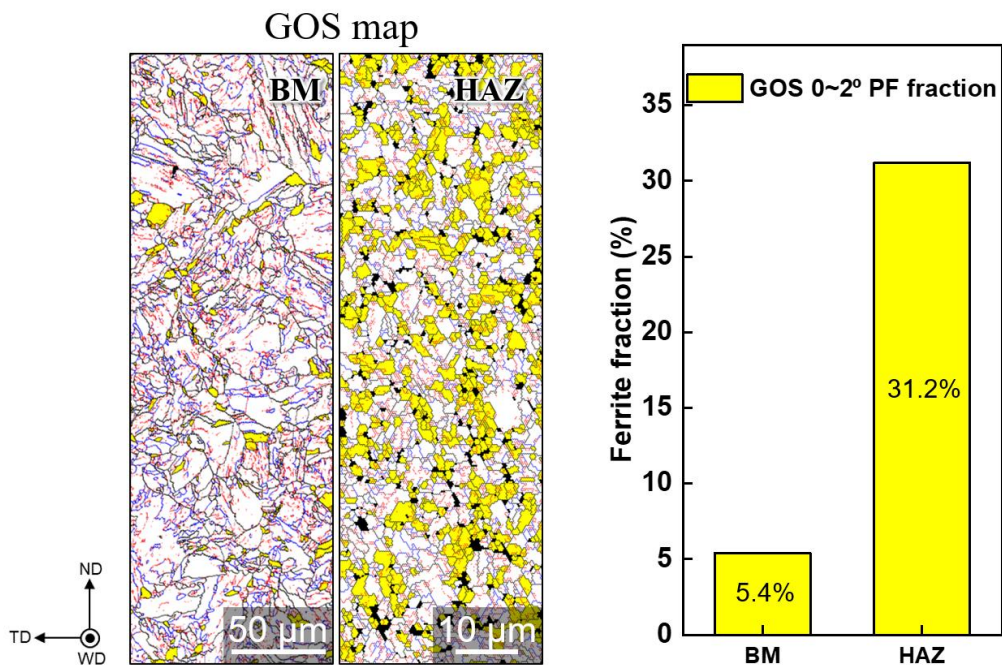 GOS map
BM
HAZ
50 µm
10 µm
ND
TD
WD
GOS 0~2º PF fraction
Ferrite fraction (%)
35
30
25
20
15
10
5
0
31.2%
5.4%
BM
HAZ